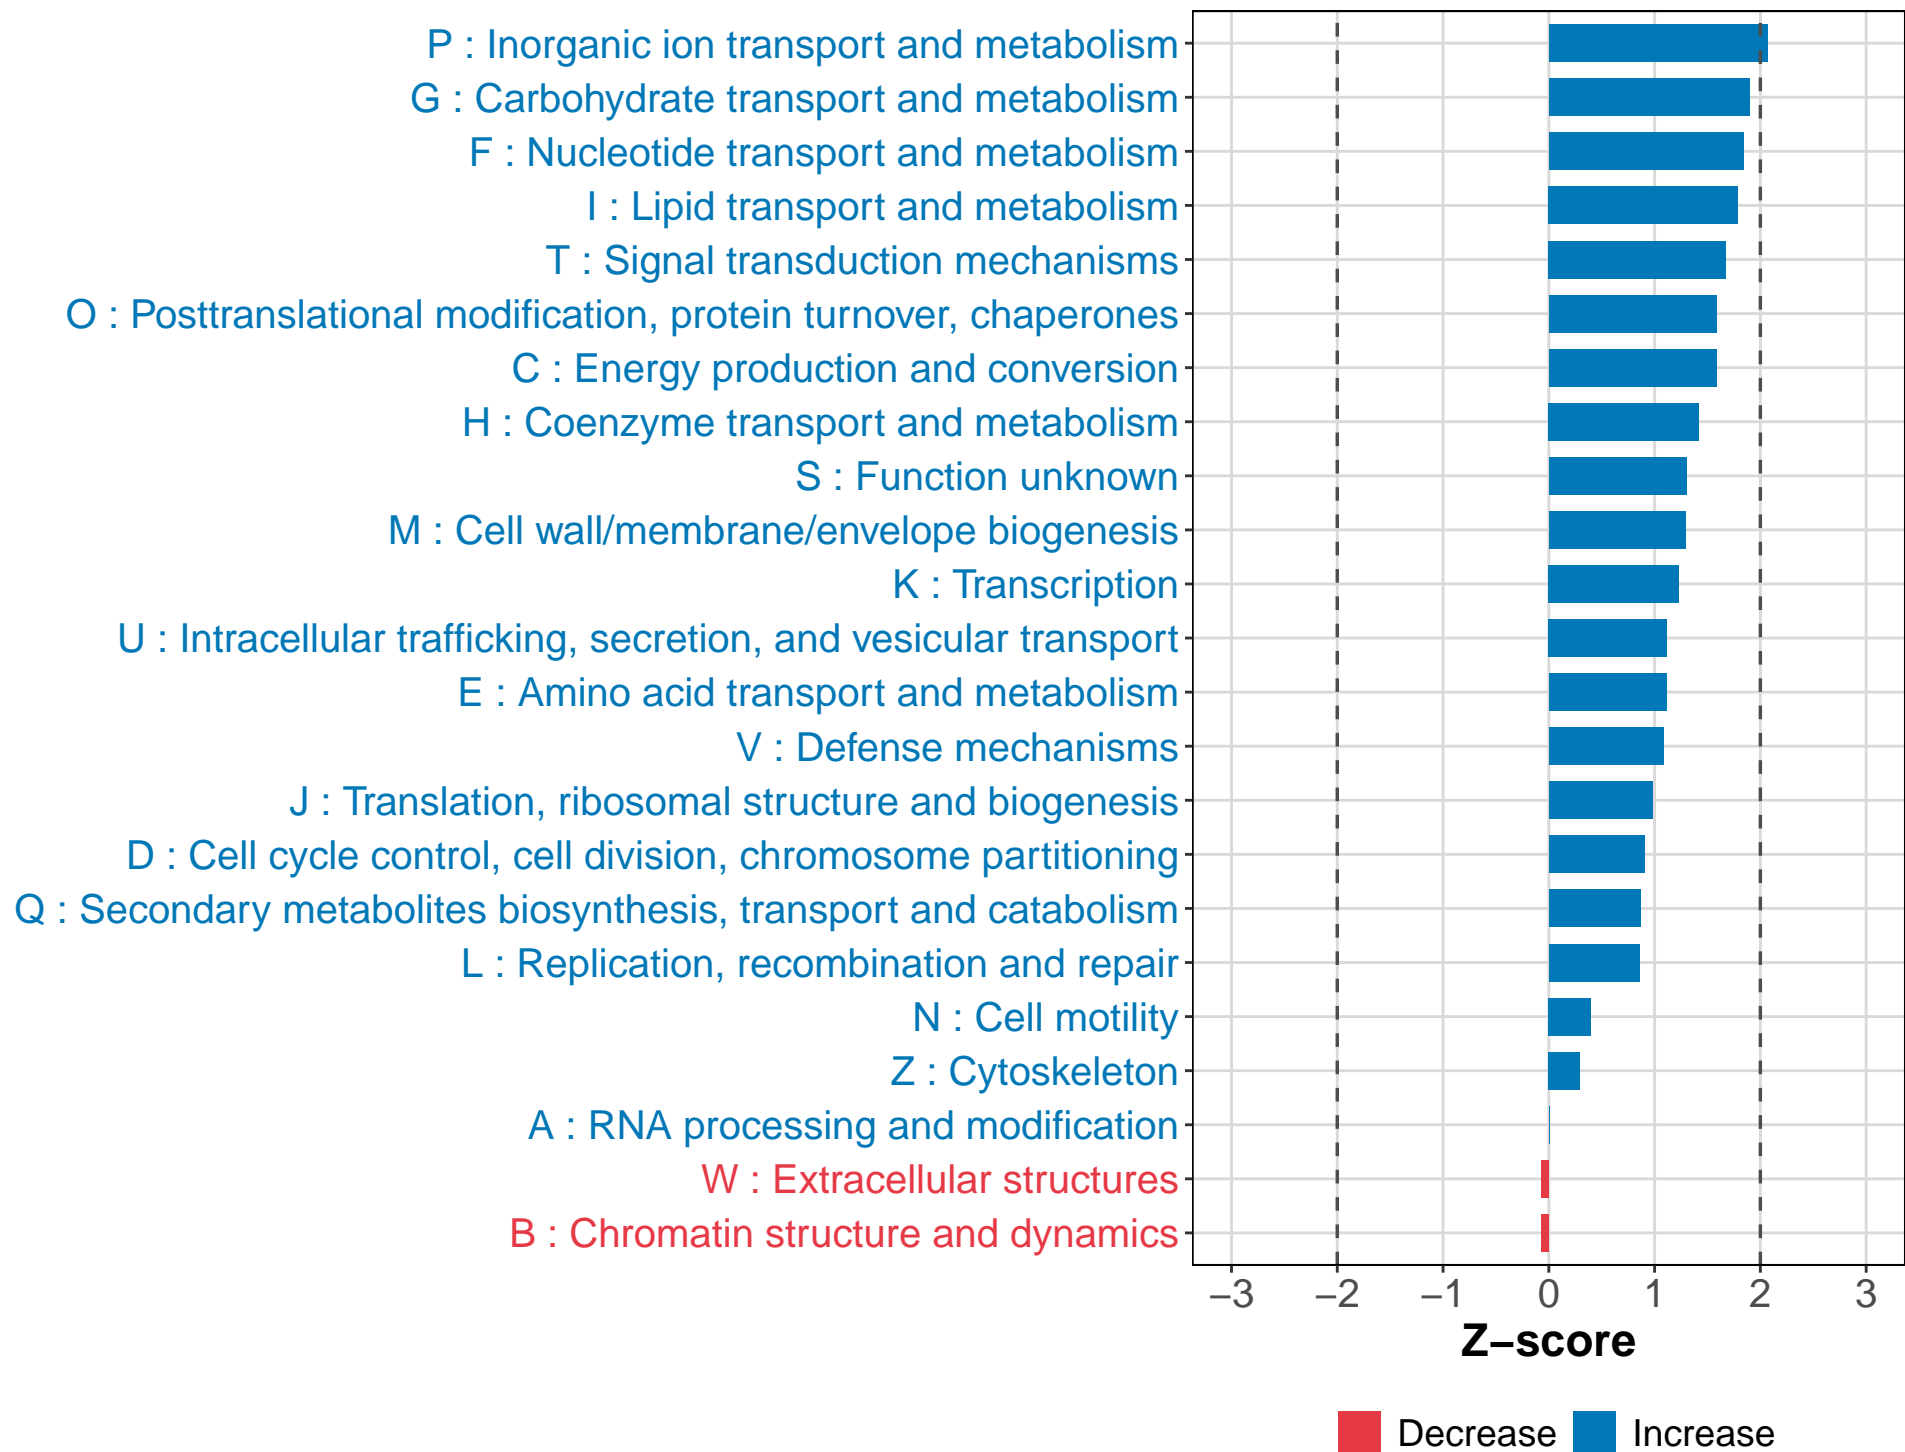 P : Inorganic ion transport and metabolism
G : Carbohydrate transport and metabolism
F : Nucleotide transport and metabolism
I : Lipid transport and metabolism
T : Signal transduction mechanisms
O : Posttranslational modification, protein turnover, chaperones
C : Energy production and conversion
H : Coenzyme transport and metabolism
S : Function unknown
M : Cell wall/membrane/envelope biogenesis
K : Transcription
U : Intracellular trafficking, secretion, and vesicular transport
E : Amino acid transport and metabolism
V : Defense mechanisms
J : Translation, ribosomal structure and biogenesis
D : Cell cycle control, cell division, chromosome partitioning
Q : Secondary metabolites biosynthesis, transport and catabolism
L : Replication, recombination and repair
N : Cell motility
Z : Cytoskeleton
A : RNA processing and modification
W : Extracellular structures
B : Chromatin structure and dynamics
−3 −2 −1 0 1 2 3
Z−score
Decrease Increase